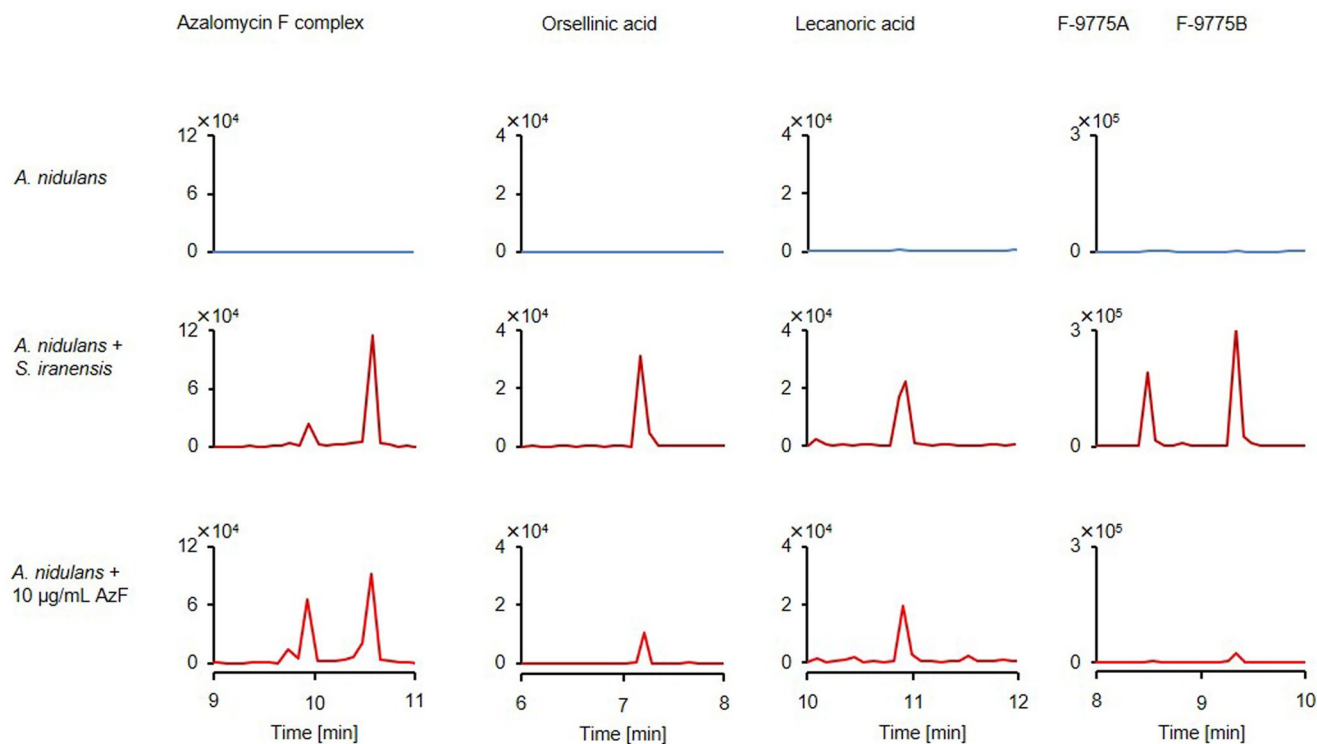 Azalomycin F complex Orsellinic acid Lecanoric acid F-9775A F-9775B
×10⁴ ×10⁴ ×10⁴ ×10⁵
12 4 4 3
A. nidulans
6 2 2
0 0 0 0
×10⁴ ×10⁴ ×10⁴ ×10⁵
12 4 4 3
A. nidulans +
S. iranensis
6 2 2
0 0 0 0
×10⁴ ×10⁴ ×10⁴ ×10⁵
12 4 4 3
A. nidulans +
10 µg/mL AzF
6 2 2
0 0 0 0
9 10 11 6 7 8 10 11 12 8 9 10
Time [min] Time [min] Time [min] Time [min]